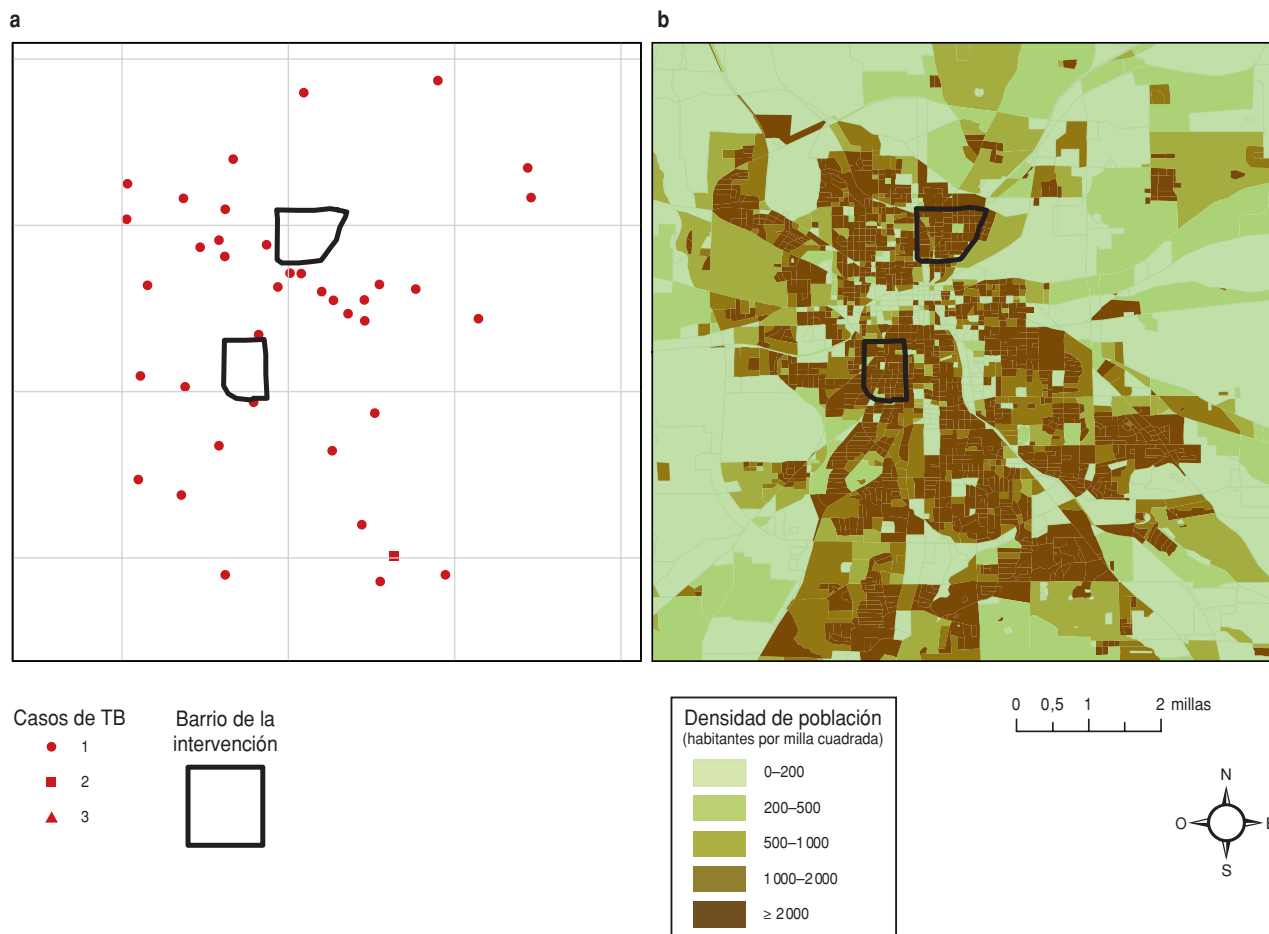 a
b
Casos de TB
1
2
3
Barrio de la
intervención
Densidad de población
(habitantes por milla cuadrada)
0–200
200–500
500–1 000
1 000–2 000
≥ 2 000
0 0,5 1 2 millas
N
O E
S